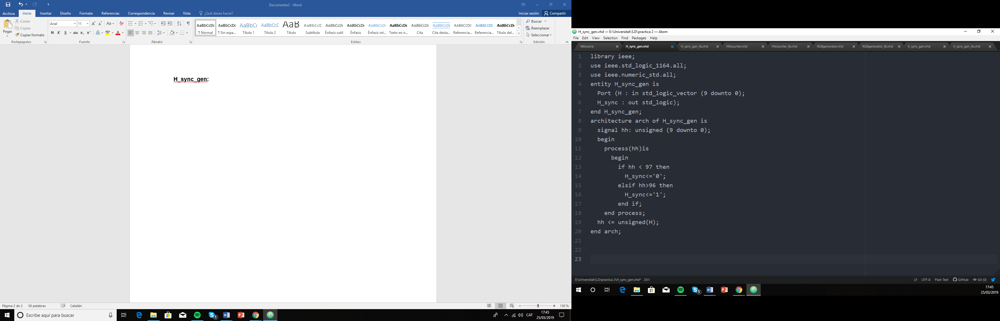 Documento2 - Word
Archivo Inicio Insertar Diseño Formato Referencias Correspondencia Revisar Vista ¿Qué desea hacer? Iniciar sesión Compartir
Pegar Cortar Copiar Copiar formato
Arial 11
AaBbCcDc AaBbCcDc AaBbC( AaBbCcD AaB AaBbCcD AaBbCcDc AaBbCcDc AaBbCcDc AaBbCcDc AaBbCcDc AaBbCcDc AaBbCcDc AaBbCcDc AaBbCcDc
¶ Normal ¶ Sin espa... Título 1 Título 2 Título Subtítulo Énfasis sutil Énfasis Énfasis int... Texto en n... Cita Cita desta... Referencia... Referencia... Título del...
Buscar
Reemplazar
Seleccionar
Portapapeles Fuente Párrafo Estilos Edición
H_sync_gen:
Página 2 de 2 50 palabras Catalán 130 %
Escribe aquí para buscar
5
CAT
17:45
25/03/2019
H_sync_gen.vhd — E:\Universitat\S.D\practica 2 — Atom
File Edit View Selection Find Packages Help
Welcome H_sync_gen.vhd H_sync_gen_tb.vhd HVcounter.vhd HVcounter_tb.vhd RGBgenerator.vhd RGBgenerator_tb.vhd V_sync_gen.vhd V_sync_gen_tb.vhd
1 library ieee;
2 use ieee.std_logic_1164.all;
3 use ieee.numeric_std.all;
4 entity H_sync_gen is
5 Port (H : in std_logic_vector (9 downto 0);
6 H_sync : out std_logic);
7 end H_sync_gen;
8 architecture arch of H_sync_gen is
9 signal hh: unsigned (9 downto 0);
10 begin
11 process(hh)is
12 begin
13 if hh < 97 then
14 H_sync<='0';
15 elsif hh>96 then
16 H_sync<='1';
17 end if;
18 end process;
19 hh <= unsigned(H);
20 end arch;
21
22
23
E:\Universitat\S.D\practica 2\H_sync_gen.vhd* 23:1 LF UTF-8 Plain Text GitHub Git (0)
5
17:45
25/03/2019